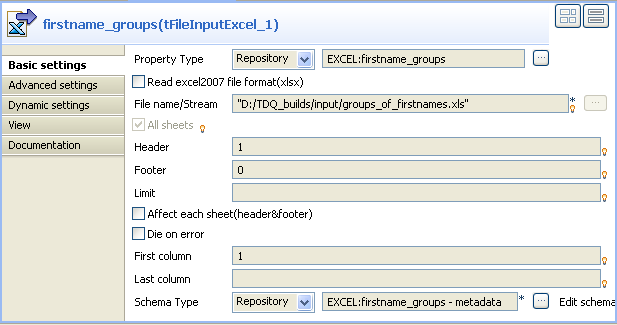 firstname_groups(tFileInputExcel_1)
Basic settings
Advanced settings
Dynamic settings
View
Documentation
Property Type Repository EXCEL:firstname_groups ...
Read excel2007 file format(xlsx)
File name/Stream "D:/TDQ_builds/input/groups_of_firstnames.xls" * ...
All sheets
Header 1
Footer 0
Limit
Affect each sheet(header&footer)
Die on error
First column 1
Last column
Schema Type Repository EXCEL:firstname_groups - metadata * ... Edit schema